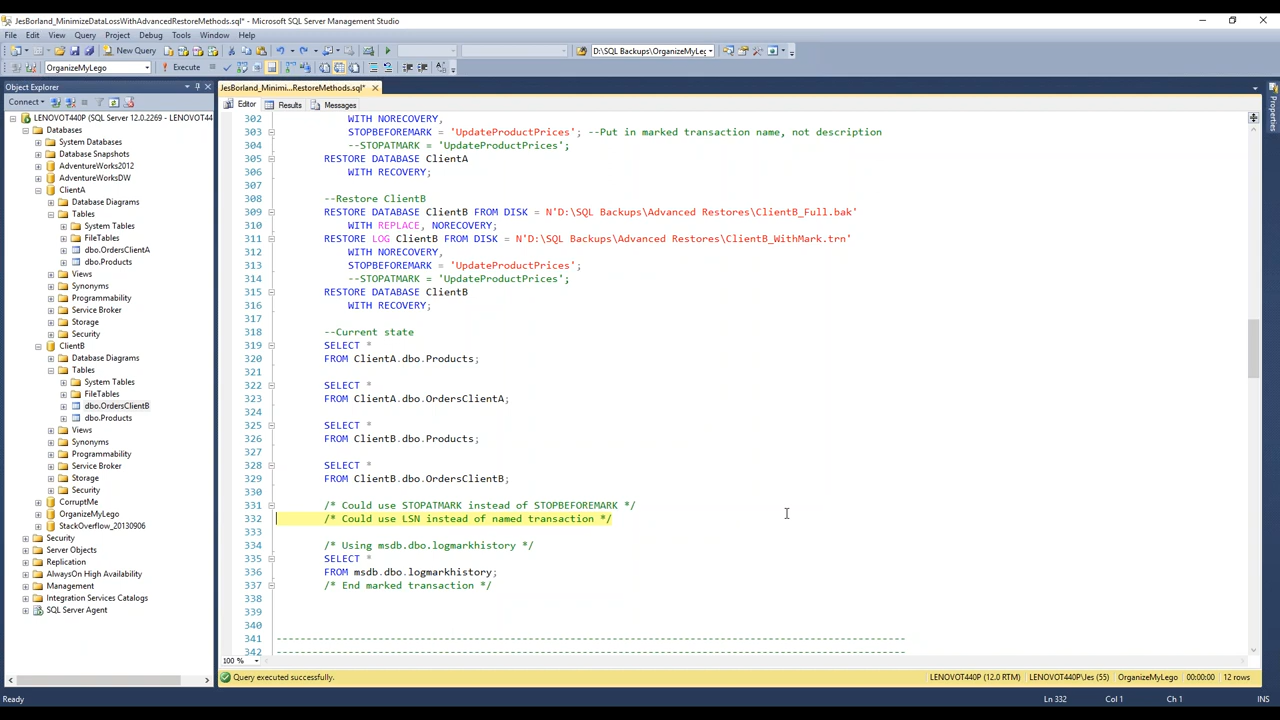 JesBorland_MinimizeDataLossWithAdvancedRestoreMethods.sql* - Microsoft SQL Server Management Studio
File Edit View Query Project Debug Tools Window Help
New Query D:\SQL Backups\OrganizeMyLeg
OrganizeMyLego Execute
Object Explorer
Connect
LENOVOT440P (SQL Server 12.0.2269 - LENOVOT44
Databases
System Databases
Database Snapshots
AdventureWorks2012
AdventureWorksDW
ClientA
Database Diagrams
Tables
System Tables
FileTables
dbo.OrdersClientA
dbo.Products
Views
Synonyms
Programmability
Service Broker
Storage
Security
ClientB
Database Diagrams
Tables
System Tables
FileTables
dbo.OrdersClientB
dbo.Products
Views
Synonyms
Programmability
Service Broker
Storage
Security
CorruptMe
OrganizeMyLego
StackOverflow_20130906
Security
Server Objects
Replication
AlwaysOn High Availability
Management
Integration Services Catalogs
SQL Server Agent
JesBorland_Minimi...RestoreMethods.sql*
Editor Results Messages
302 WITH NORECOVERY,
303 STOPBEFOREMARK = 'UpdateProductPrices'; --Put in marked transaction name, not description
304 --STOPATMARK = 'UpdateProductPrices';
305 RESTORE DATABASE ClientA
306 WITH RECOVERY;
307
308 --Restore ClientB
309 RESTORE DATABASE ClientB FROM DISK = N'D:\SQL Backups\Advanced Restores\ClientB_Full.bak'
310 WITH REPLACE, NORECOVERY;
311 RESTORE LOG ClientB FROM DISK = N'D:\SQL Backups\Advanced Restores\ClientB_WithMark.trn'
312 WITH NORECOVERY,
313 STOPBEFOREMARK = 'UpdateProductPrices;
314 --STOPATMARK = 'UpdateProductPrices';
315 RESTORE DATABASE ClientB
316 WITH RECOVERY;
317
318 --Current state
319 SELECT *
320 FROM ClientA.dbo.Products;
321
322 SELECT *
323 FROM ClientA.dbo.OrdersClientA;
324
325 SELECT *
326 FROM ClientB.dbo.Products;
327
328 SELECT *
329 FROM ClientB.dbo.OrdersClientB;
330
331 /* Could use STOPATMARK instead of STOPBEFOREMARK */
332 /* Could use LSN instead of named transaction */
333
334 /* Using msdb.dbo.logmarkhistory */
335 SELECT *
336 FROM msdb.dbo.logmarkhistory;
337 /* End marked transaction */
338
339
341
342
100 %
Query executed successfully. LENOVOT440P (12.0 RTM) LENOVOT440P\Jes (55) OrganizeMyLego 00:00:00 12 rows
Ready Ln 332 Col 1 Ch 1 INS
Properties